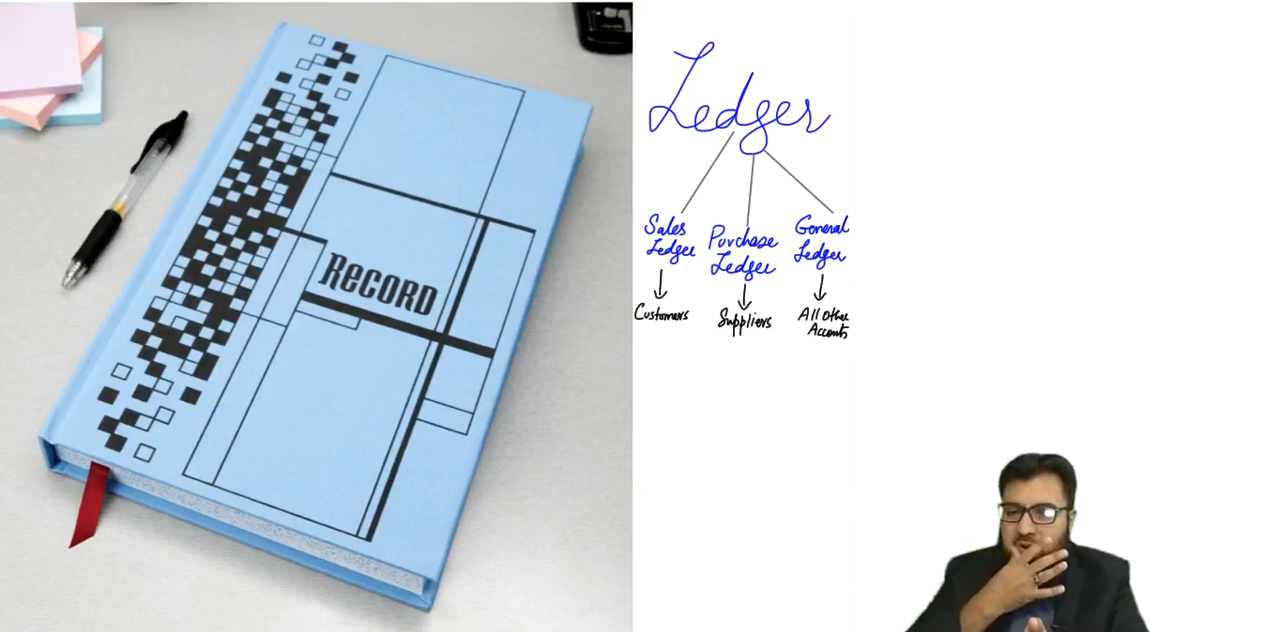 Record
Ledger
Sales
Ledger
Purchase
Ledger
General
Ledger
Customers
Suppliers
All Other
Accounts